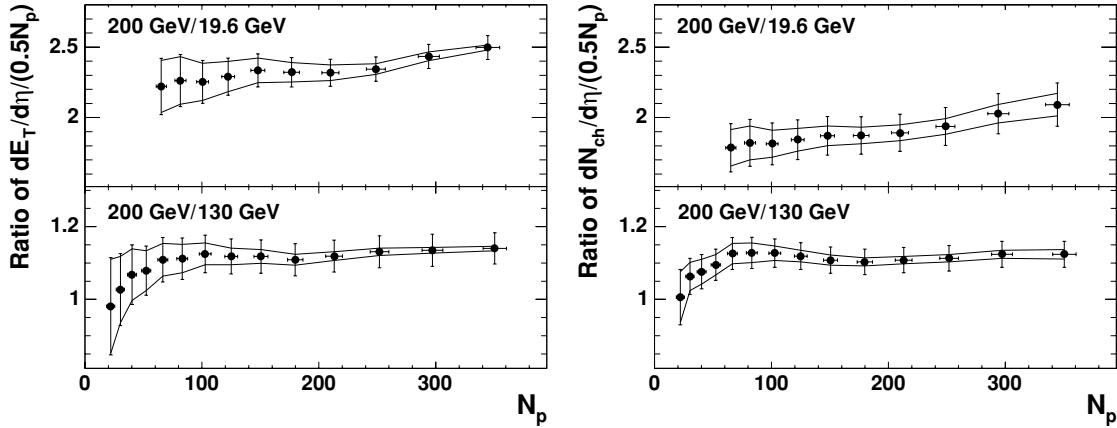 Ratio of dE_T/dη/(0.5N_p)
200 GeV/19.6 GeV
2.5
2
200 GeV/130 GeV
1.2
1
0 100 200 300
N_p
Ratio of dN_ch/dη/(0.5N_p)
200 GeV/19.6 GeV
2.5
2
200 GeV/130 GeV
1.2
1
0 100 200 300
N_p